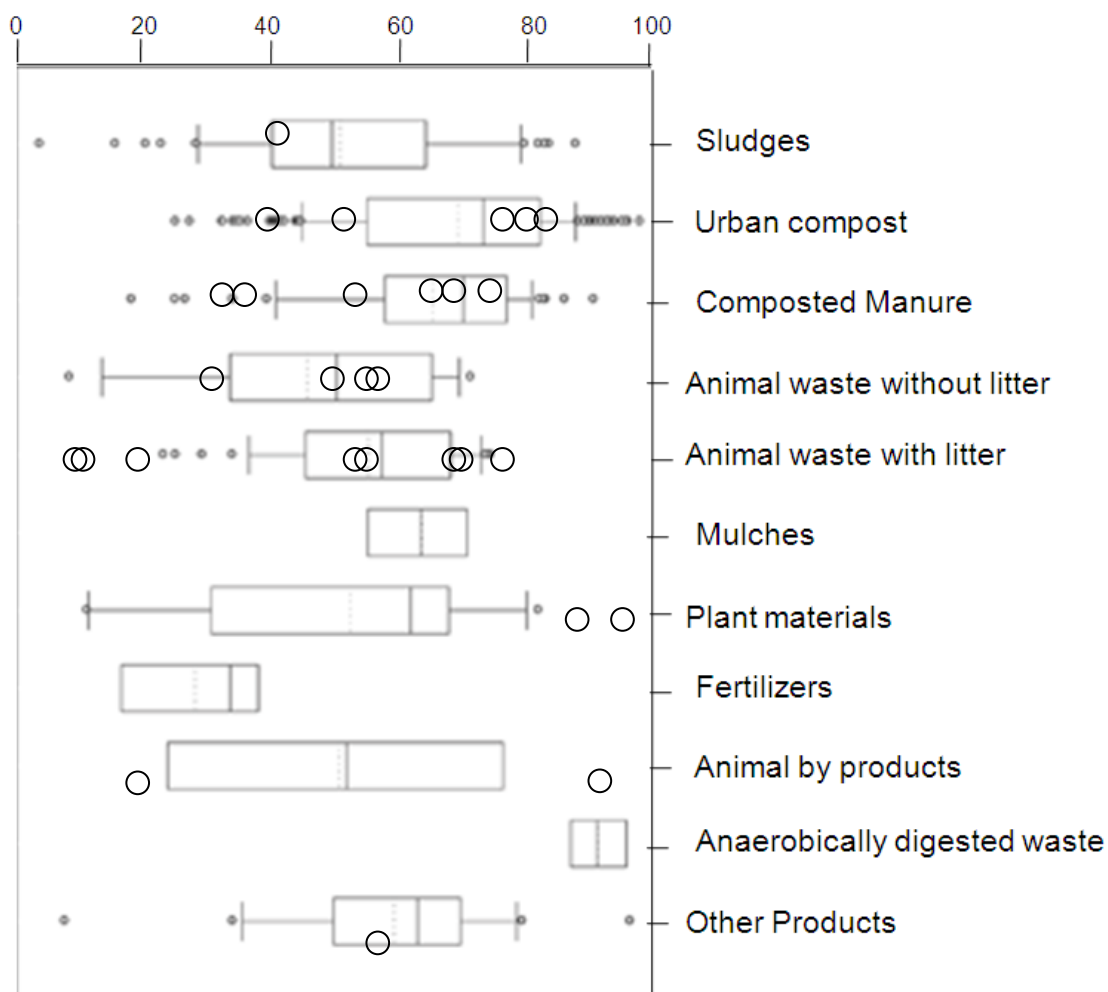 0 20 40 60 80 100
Sludges
Urban compost
Composted Manure
Animal waste without litter
Animal waste with litter
Mulches
Plant materials
Fertilizers
Animal by products
Anaerobically digested waste
Other Products